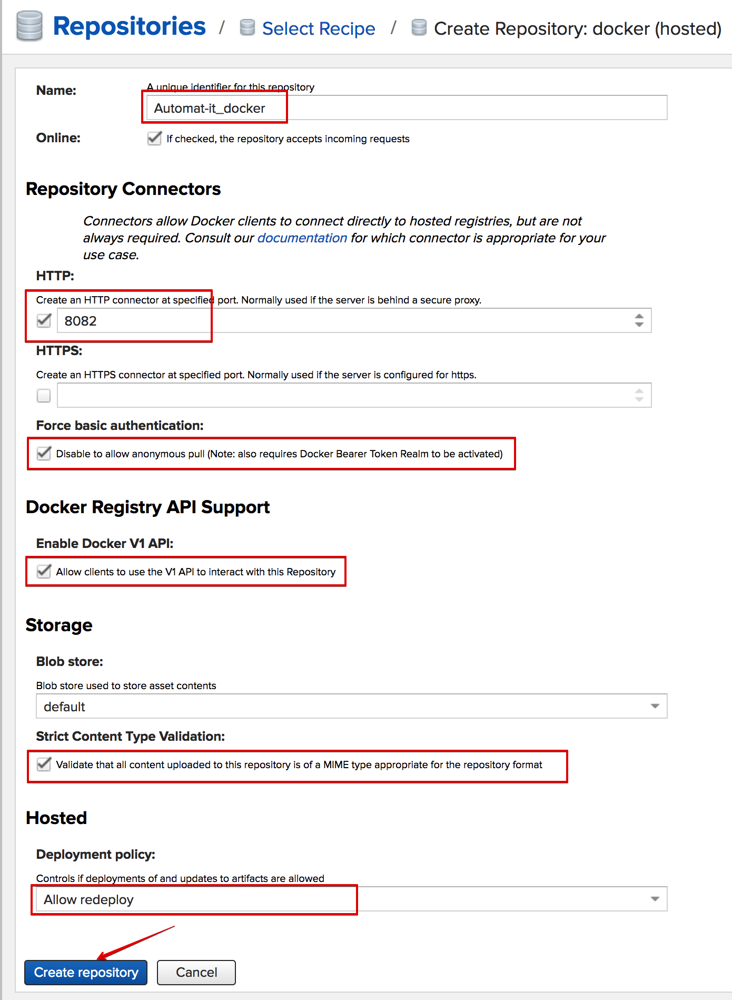 Repositories / Select Recipe / Create Repository: docker (hosted)
Name:
A unique identifier for this repository
Automat-it_docker
Online:
If checked, the repository accepts incoming requests
Repository Connectors
Connectors allow Docker clients to connect directly to hosted registries, but are not
always required. Consult our documentation for which connector is appropriate for your
use case.
HTTP:
Create an HTTP connector at specified port. Normally used if the server is behind a secure proxy.
8082
HTTPS:
Create an HTTPS connector at specified port. Normally used if the server is configured for https.
Force basic authentication:
Disable to allow anonymous pull (Note: also requires Docker Bearer Token Realm to be activated)
Docker Registry API Support
Enable Docker V1 API:
Allow clients to use the V1 API to interact with this Repository
Storage
Blob store:
Blob store used to store asset contents
default
Strict Content Type Validation:
Validate that all content uploaded to this repository is of a MIME type appropriate for the repository format
Hosted
Deployment policy:
Controls if deployments of and updates to artifacts are allowed
Allow redeploy
Create repository
Cancel